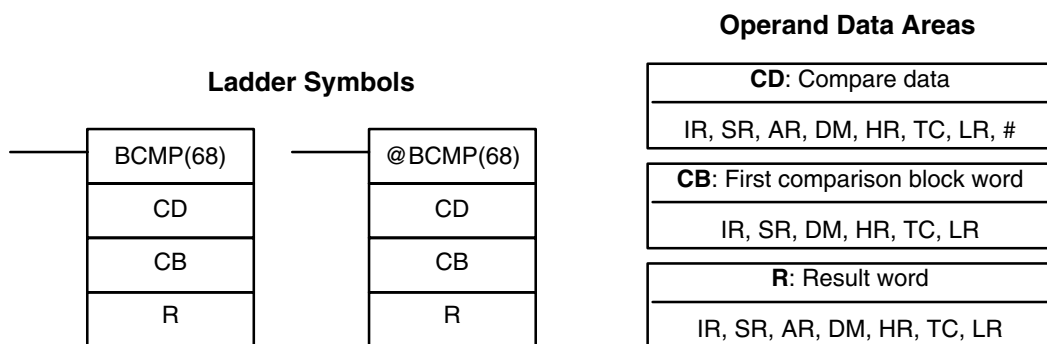 Ladder Symbols
BCMP(68)
CD
CB
R
@BCMP(68)
CD
CB
R
Operand Data Areas
CD: Compare data
IR, SR, AR, DM, HR, TC, LR, #
CB: First comparison block word
IR, SR, DM, HR, TC, LR
R: Result word
IR, SR, AR, DM, HR, TC, LR